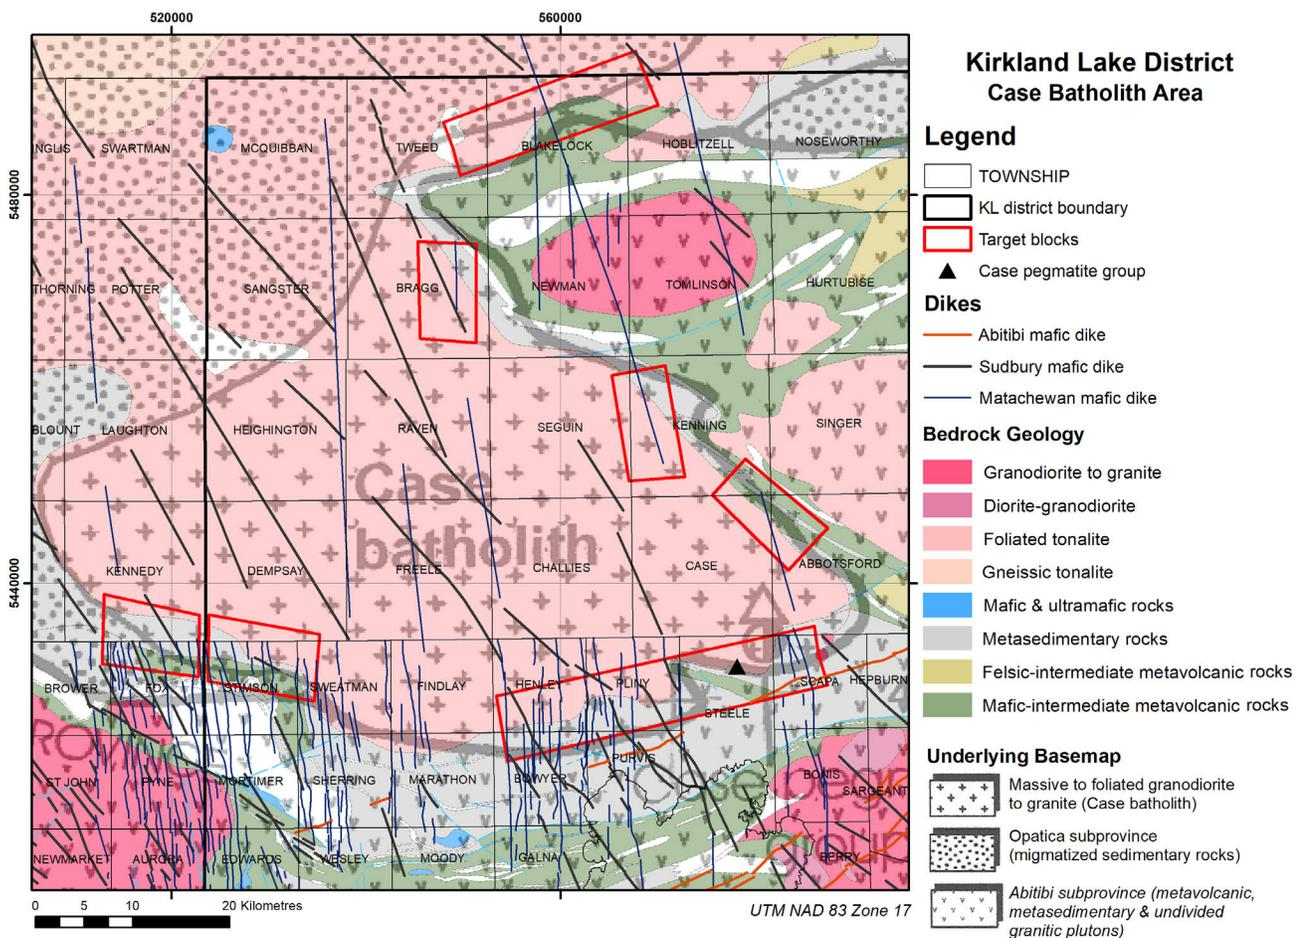 520000
560000
5480000
5440000
INGLIS
SWARTMAN
MCQUIBBAN
TWEED
BLAKELOCK
HOBLITZELL
NOSEWORTHY
THORNING
POTTER
SANGSTER
BRAGG
NEWMAN
TOMLINSON
HURTUBISE
BLOUNT
LAUGHTON
HEIGHINGTON
RAVEN
SEGUIN
KENNING
SINGER
Case
batholith
KENNEDY
DEMPSAY
FREELE
CHALLIES
CASE
ABBOTSFORD
BROWER
FOX
STIMSON
SWEATMAN
FINDLAY
HENLEY
PLINY
STEELE
SCAPA
HEPBURN
ST JOHN
PYNE
MORTIMER
SHERRING
MARATHON
BOWYER
PURVIS
BONIS
SARGEANT
NEWMARKET
AURORA
EDWARDS
WESLEY
MOODY
GALNA
BERRY
0 5 10 20 Kilometres
UTM NAD 83 Zone 17
Kirkland Lake District
Case Batholith Area
Legend
TOWNSHIP
KL district boundary
Target blocks
Case pegmatite group
Dikes
Abitibi mafic dike
Sudbury mafic dike
Matachewan mafic dike
Bedrock Geology
Granodiorite to granite
Diorite-granodiorite
Foliated tonalite
Gneissic tonalite
Mafic & ultramafic rocks
Metasedimentary rocks
Felsic-intermediate metavolcanic rocks
Mafic-intermediate metavolcanic rocks
Underlying Basemap
Massive to foliated granodiorite
to granite (Case batholith)
Opatica subprovince
(migmatized sedimentary rocks)
Abitibi subprovince (metavolcanic,
metasedimentary & undivided
granitic plutons)